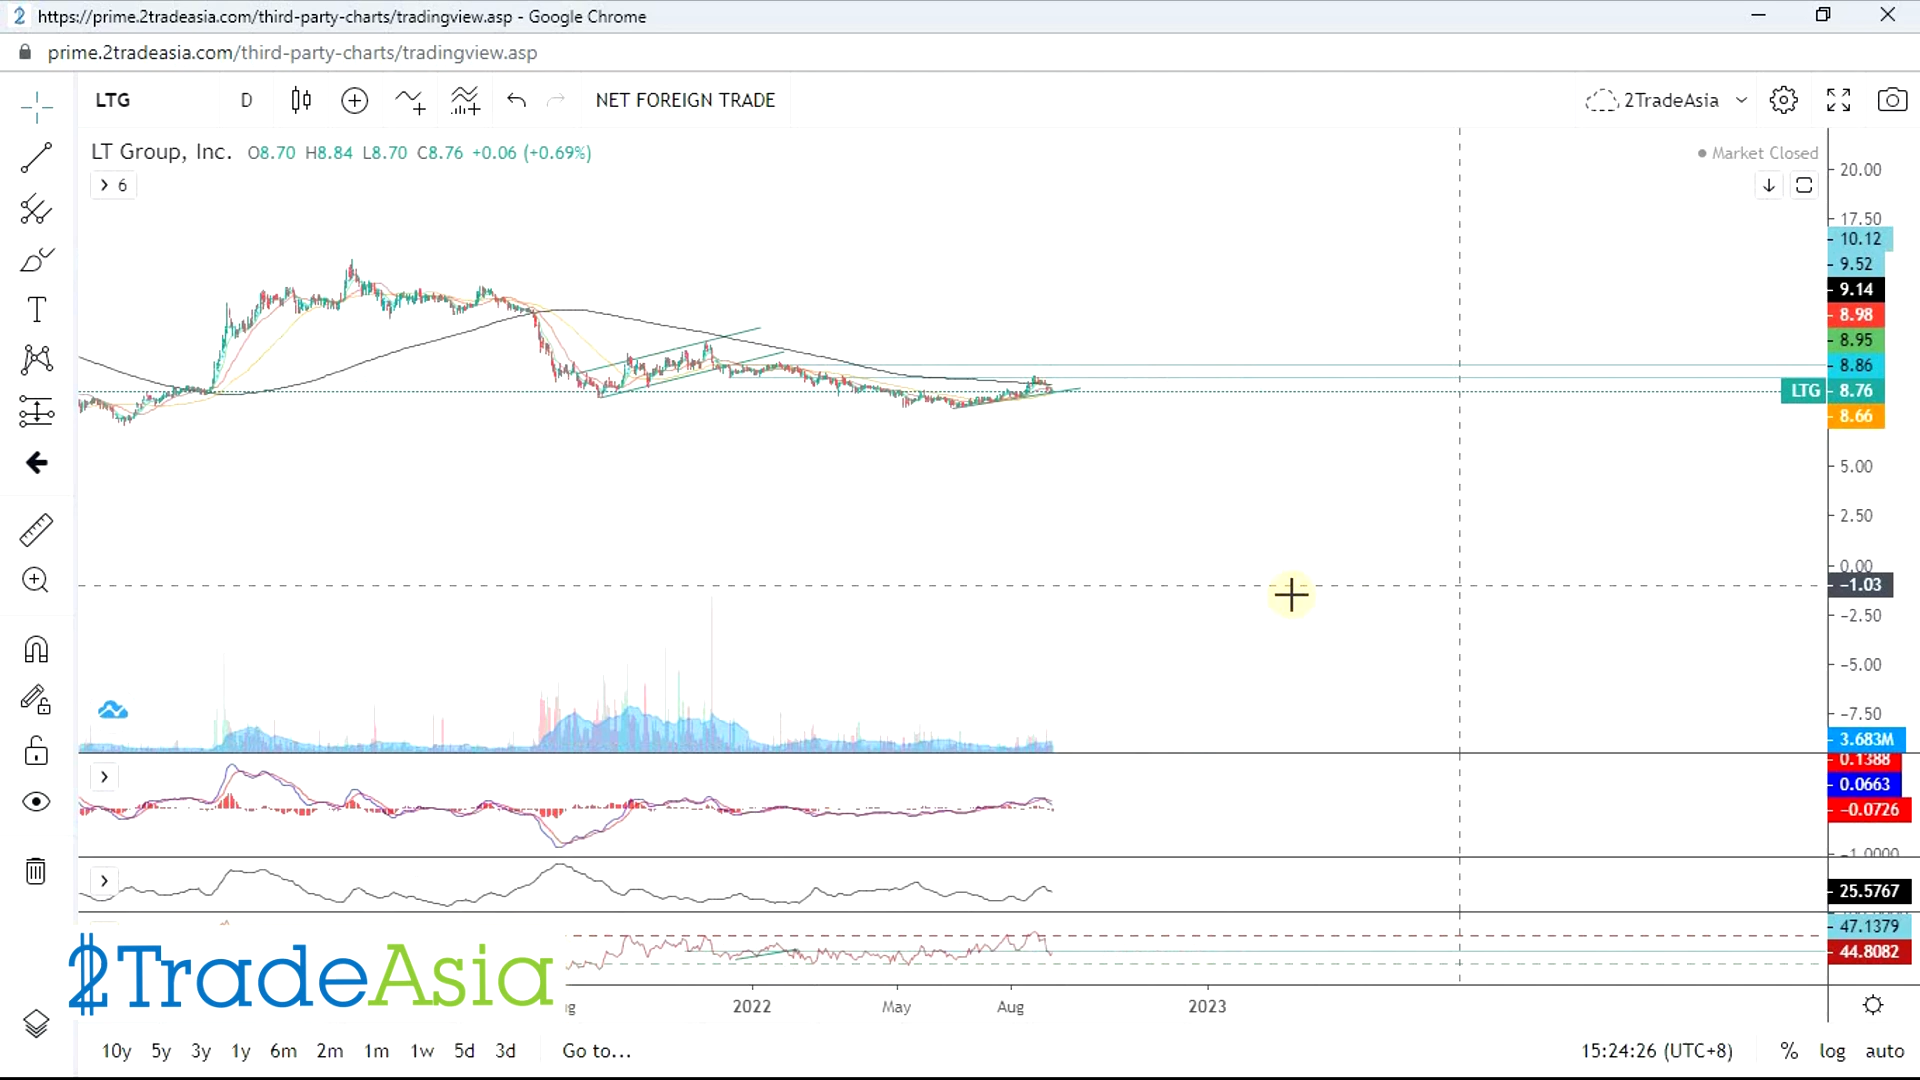 https://prime.2tradeasia.com/third-party-charts/tradingview.asp - Google Chrome
prime.2tradeasia.com/third-party-charts/tradingview.asp
LTG D NET FOREIGN TRADE 2TradeAsia
LT Group, Inc. O8.70 H8.84 L8.70 C8.76 +0.06 (+0.69%)
Market Closed
6
20.00
17.50
10.12
9.52
9.14
8.98
8.95
8.86
LTG 8.76
8.66
5.00
2.50
0.00
−1.03
−2.50
−5.00
−7.50
3.683M
0.1388
0.0663
−0.0726
−1.0000
25.5767
47.1379
44.8082
2TradeAsia
2022 May Aug 2023
10y 5y 3y 1y 6m 2m 1m 1w 5d 3d Go to... 15:24:26 (UTC+8) % log auto